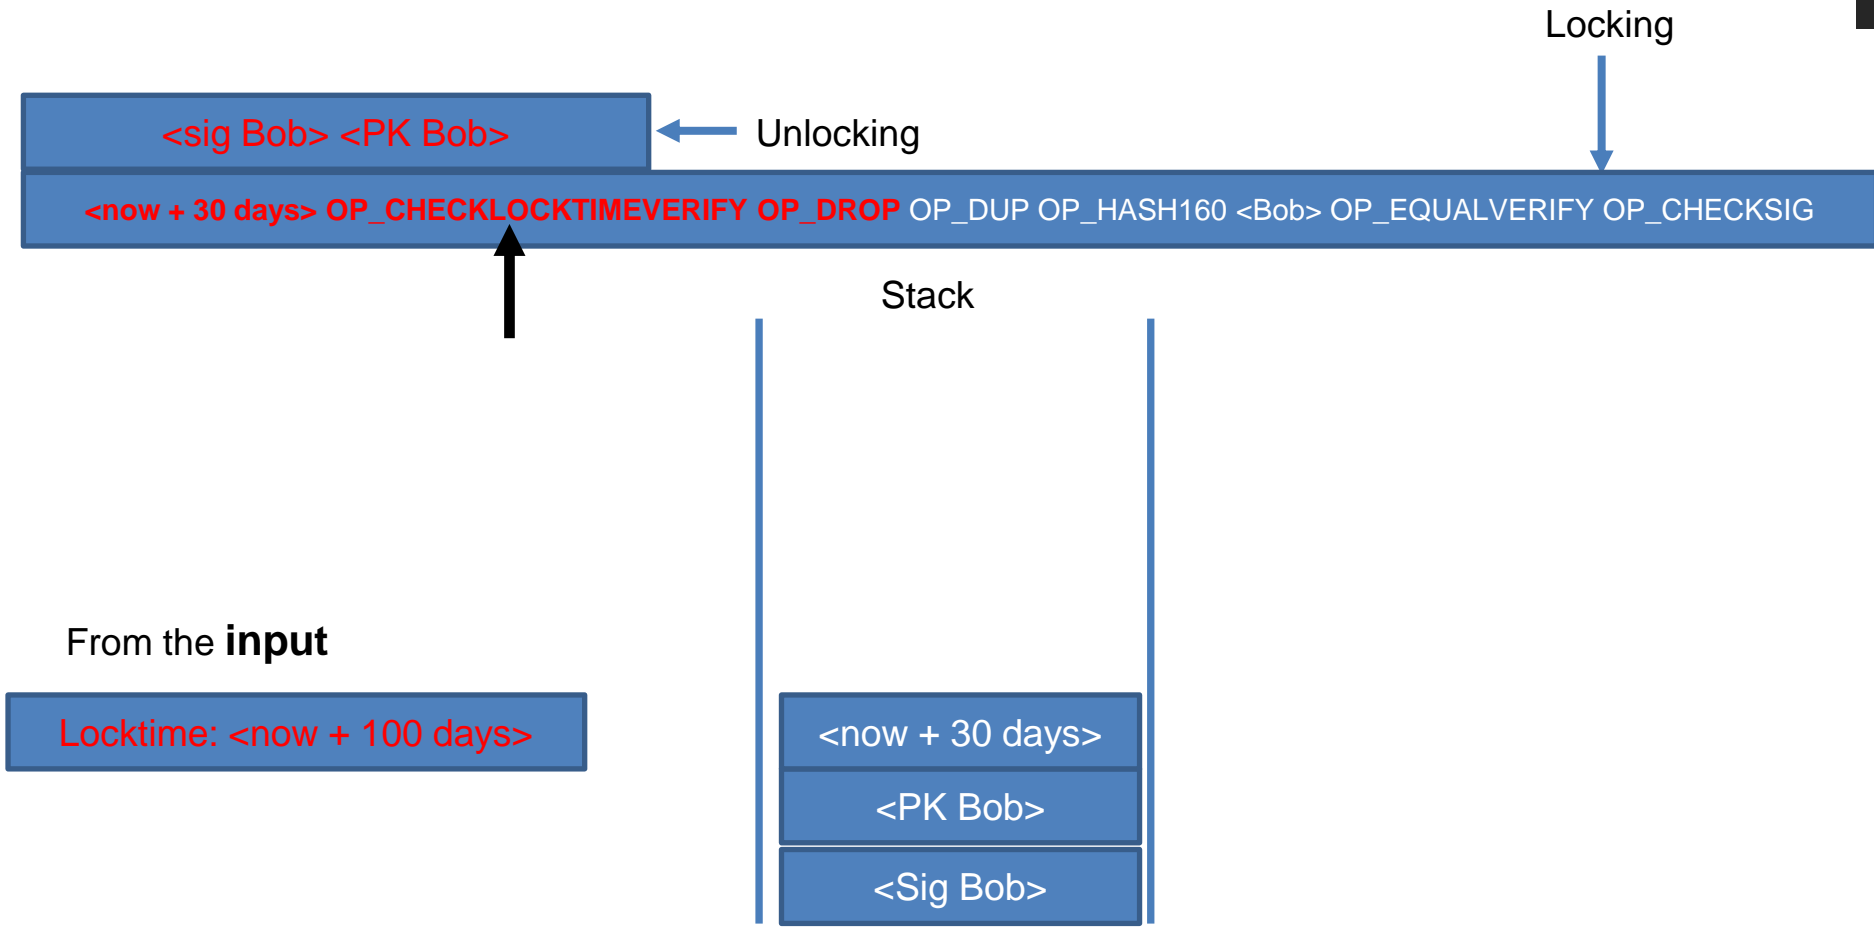 Locking
<sig Bob> <PK Bob>
Unlocking
<now + 30 days> OP_CHECKLOCKTIMEVERIFY OP_DROP OP_DUP OP_HASH160 <Bob> OP_EQUALVERIFY OP_CHECKSIG
Stack
From the input
Locktime: <now + 100 days>
<now + 30 days>
<PK Bob>
<Sig Bob>